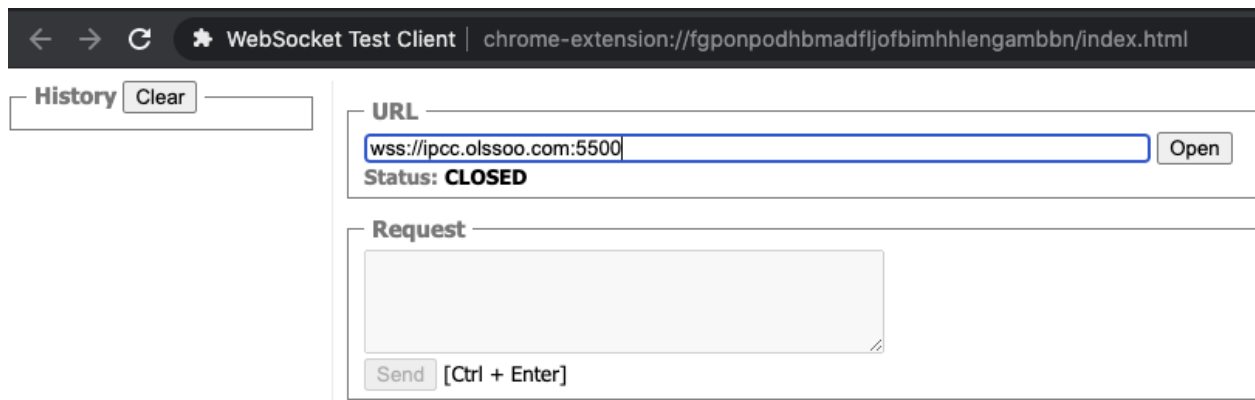 WebSocket Test Client | chrome-extension://fgponpodhbmadfljofbimhhlengambbn/index.html
History Clear
URL
wss://ipcc.olssoo.com:5500 Open
Status: CLOSED
Request
Send [Ctrl + Enter]